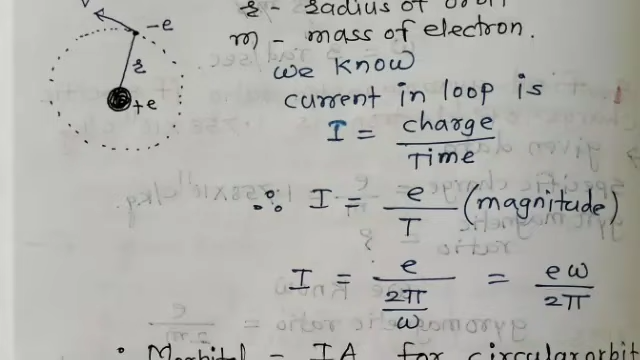 v
-e
r
+e
r - radius of orbit
m - mass of electron.
we know
current in loop is
I = charge / Time
∴ I = e / T (magnitude)
I = e / (2π / ω) = eω / 2π
∴ Morbital = IA for circular orbit